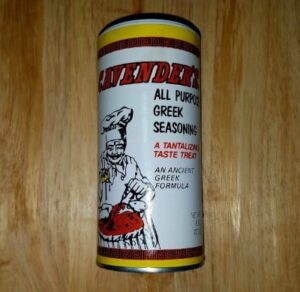 CAVENDER'S
ALL PURPOSE
GREEK
SEASONING
A TANTALIZING
TASTE TREAT
AN ANCIENT
GREEK
FORMULA